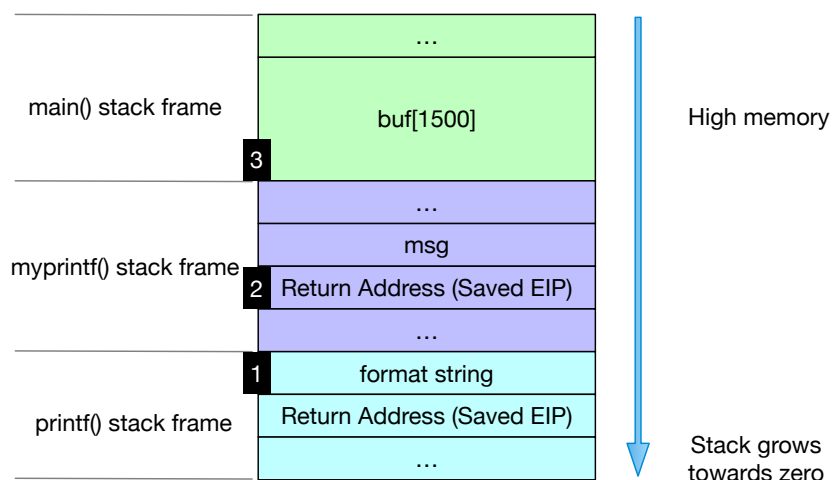 …
main() stack frame
buf[1500]
High memory
3
…
msg
myprintf() stack frame
2
Return Address (Saved EIP)
…
1
format string
printf() stack frame
Return Address (Saved EIP)
…
Stack grows
towards zero